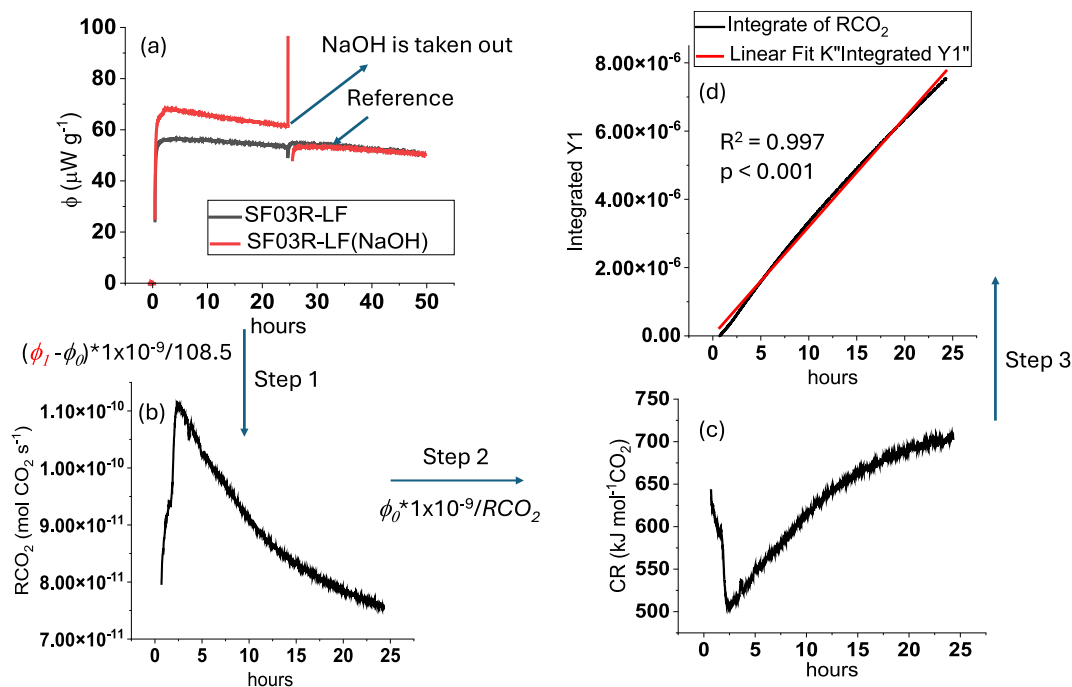 (a)
NaOH is taken out
Reference
ϕ (µW g⁻¹)
100
80
60
40
20
0
SF03R-LF
SF03R-LF(NaOH)
0 10 20 30 40 50
hours
Integrate of RCO₂
Linear Fit K"Integrated Y1"
(d)
R² = 0.997
p < 0.001
Integrated Y1
8.00×10⁻⁶
6.00×10⁻⁶
4.00×10⁻⁶
2.00×10⁻⁶
0.00
0 5 10 15 20 25
hours
(ϕ₁ -ϕ₀)*1x10⁻⁹/108.5
Step 1
Step 3
(b)
RCO₂ (mol CO₂ s⁻¹)
1.10×10⁻¹⁰
1.00×10⁻¹⁰
9.00×10⁻¹¹
8.00×10⁻¹¹
7.00×10⁻¹¹
0 5 10 15 20 25
hours
Step 2
ϕ₀*1x10⁻⁹/RCO₂
(c)
CR (kJ mol⁻¹CO₂)
700
650
600
550
500
0 5 10 15 20 25
hours